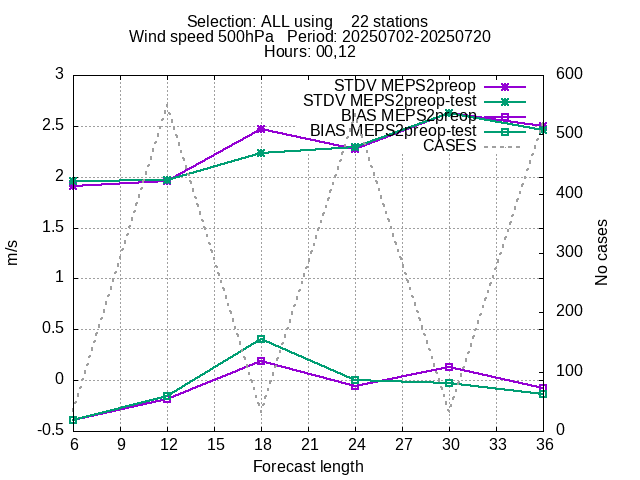 Selection: ALL using    22 stations
Wind speed 500hPa   Period: 20250702-20250720
Hours: 00,12
STDV MEPS2preop
STDV MEPS2preop-test
BIAS MEPS2preop
BIAS MEPS2preop-test
CASES
3
2.5
2
1.5
1
0.5
0
-0.5
m/s
600
500
400
300
200
100
0
No cases
6 9 12 15 18 21 24 27 30 33 36
Forecast length